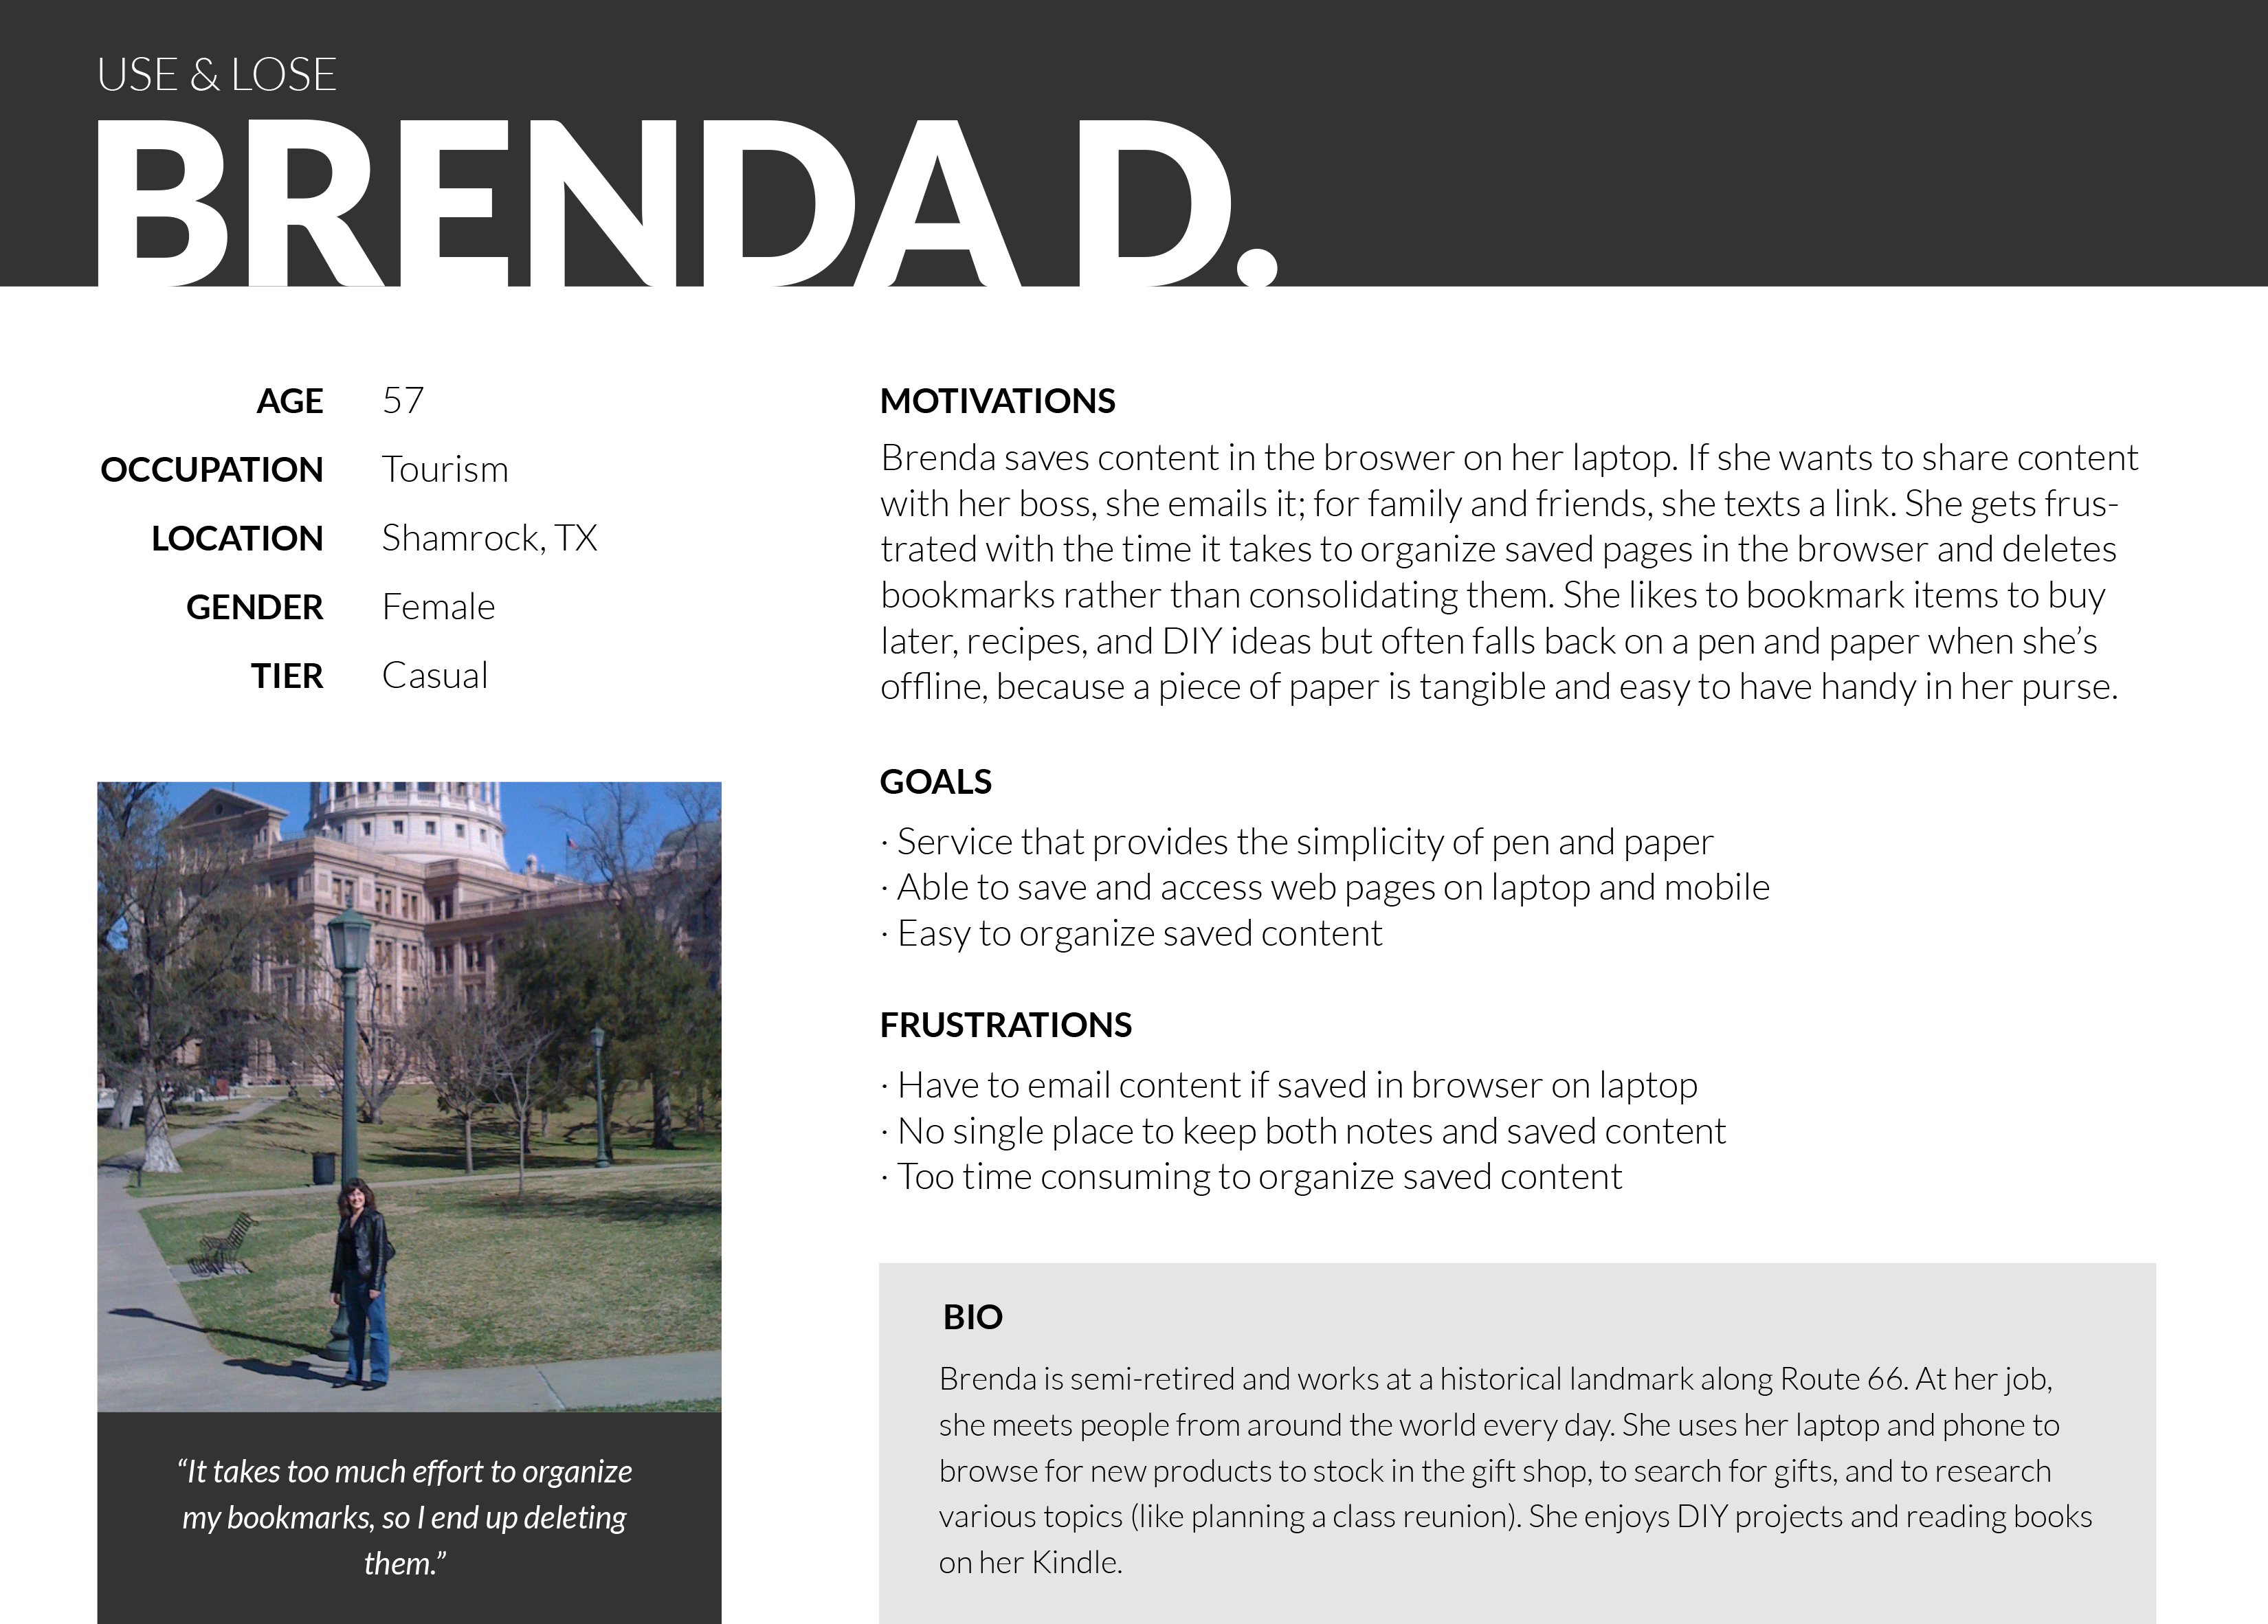 USE & LOSE
BRENDA D.
AGE 57
OCCUPATION Tourism
LOCATION Shamrock, TX
GENDER Female
TIER Casual
“It takes too much effort to organize
my bookmarks, so I end up deleting
them.”
MOTIVATIONS
Brenda saves content in the broswer on her laptop. If she wants to share content
with her boss, she emails it; for family and friends, she texts a link. She gets frus-
trated with the time it takes to organize saved pages in the browser and deletes
bookmarks rather than consolidating them. She likes to bookmark items to buy
later, recipes, and DIY ideas but often falls back on a pen and paper when she’s
offline, because a piece of paper is tangible and easy to have handy in her purse.
GOALS
· Service that provides the simplicity of pen and paper
· Able to save and access web pages on laptop and mobile
· Easy to organize saved content
FRUSTRATIONS
· Have to email content if saved in browser on laptop
· No single place to keep both notes and saved content
· Too time consuming to organize saved content
BIO
Brenda is semi-retired and works at a historical landmark along Route 66. At her job,
she meets people from around the world every day. She uses her laptop and phone to
browse for new products to stock in the gift shop, to search for gifts, and to research
various topics (like planning a class reunion). She enjoys DIY projects and reading books
on her Kindle.